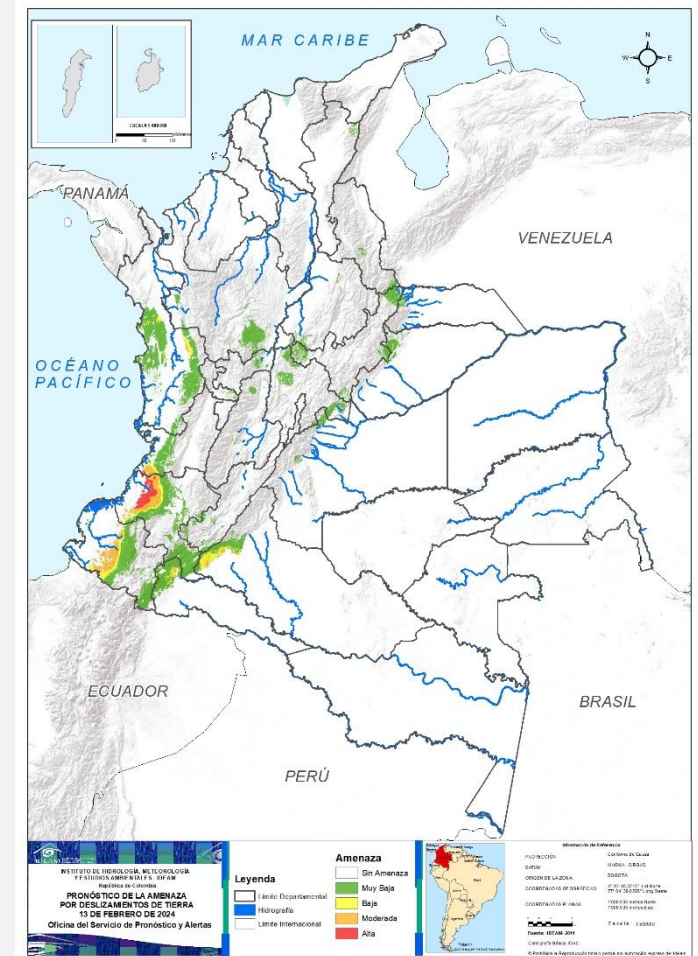 MAR CARIBE
N
W
E
S
PANAMÁ
VENEZUELA
OCÉANO
PACÍFICO
ECUADOR
BRASIL
PERÚ
INSTITUTO DE HIDROLOGÍA, METEOROLOGÍA
Y ESTUDIOS AMBIENTALES - IDEAM
República de Colombia
PRONÓSTICO DE LA AMENAZA
POR DESLIZAMIENTOS DE TIERRA
13 DE FEBRERO DE 2024
Oficina del Servicio de Pronóstico y Alertas
Leyenda
Límite Departamental
Hidrografía
Límite Internacional
Amenaza
Sin Amenaza
Muy Baja
Baja
Moderada
Alta
Información de Referencia
PROYECCIÓN
DATUM
ORIGEN DE LA ZONA
BOGOTA
COORDENADAS GEOGRÁFICAS
COORDENADAS PLANAS
Fuente: IDEAM, 2011